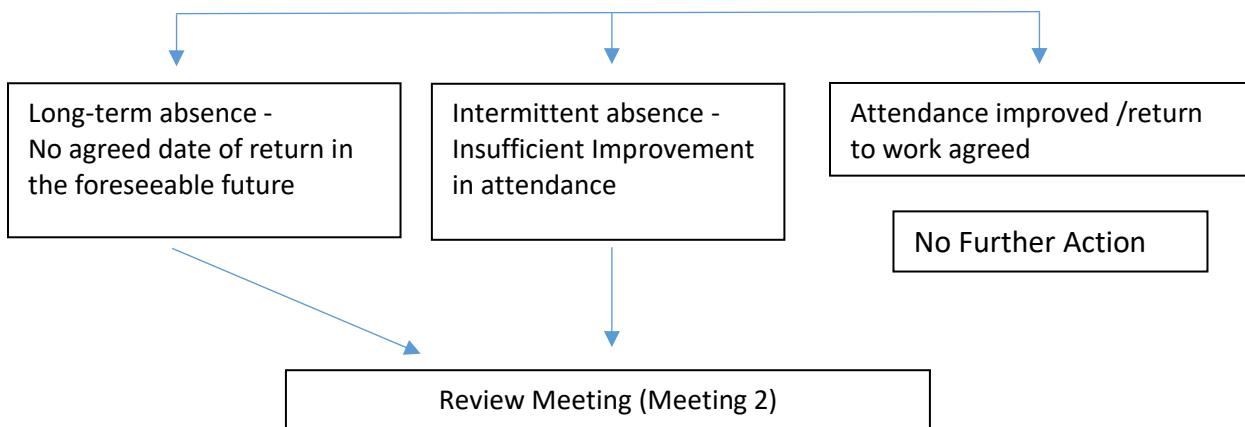 Long-term absence -
No agreed date of return in
the foreseeable future
Intermittent absence -
Insufficient Improvement
in attendance
Attendance improved /return
to work agreed
No Further Action
Review Meeting (Meeting 2)